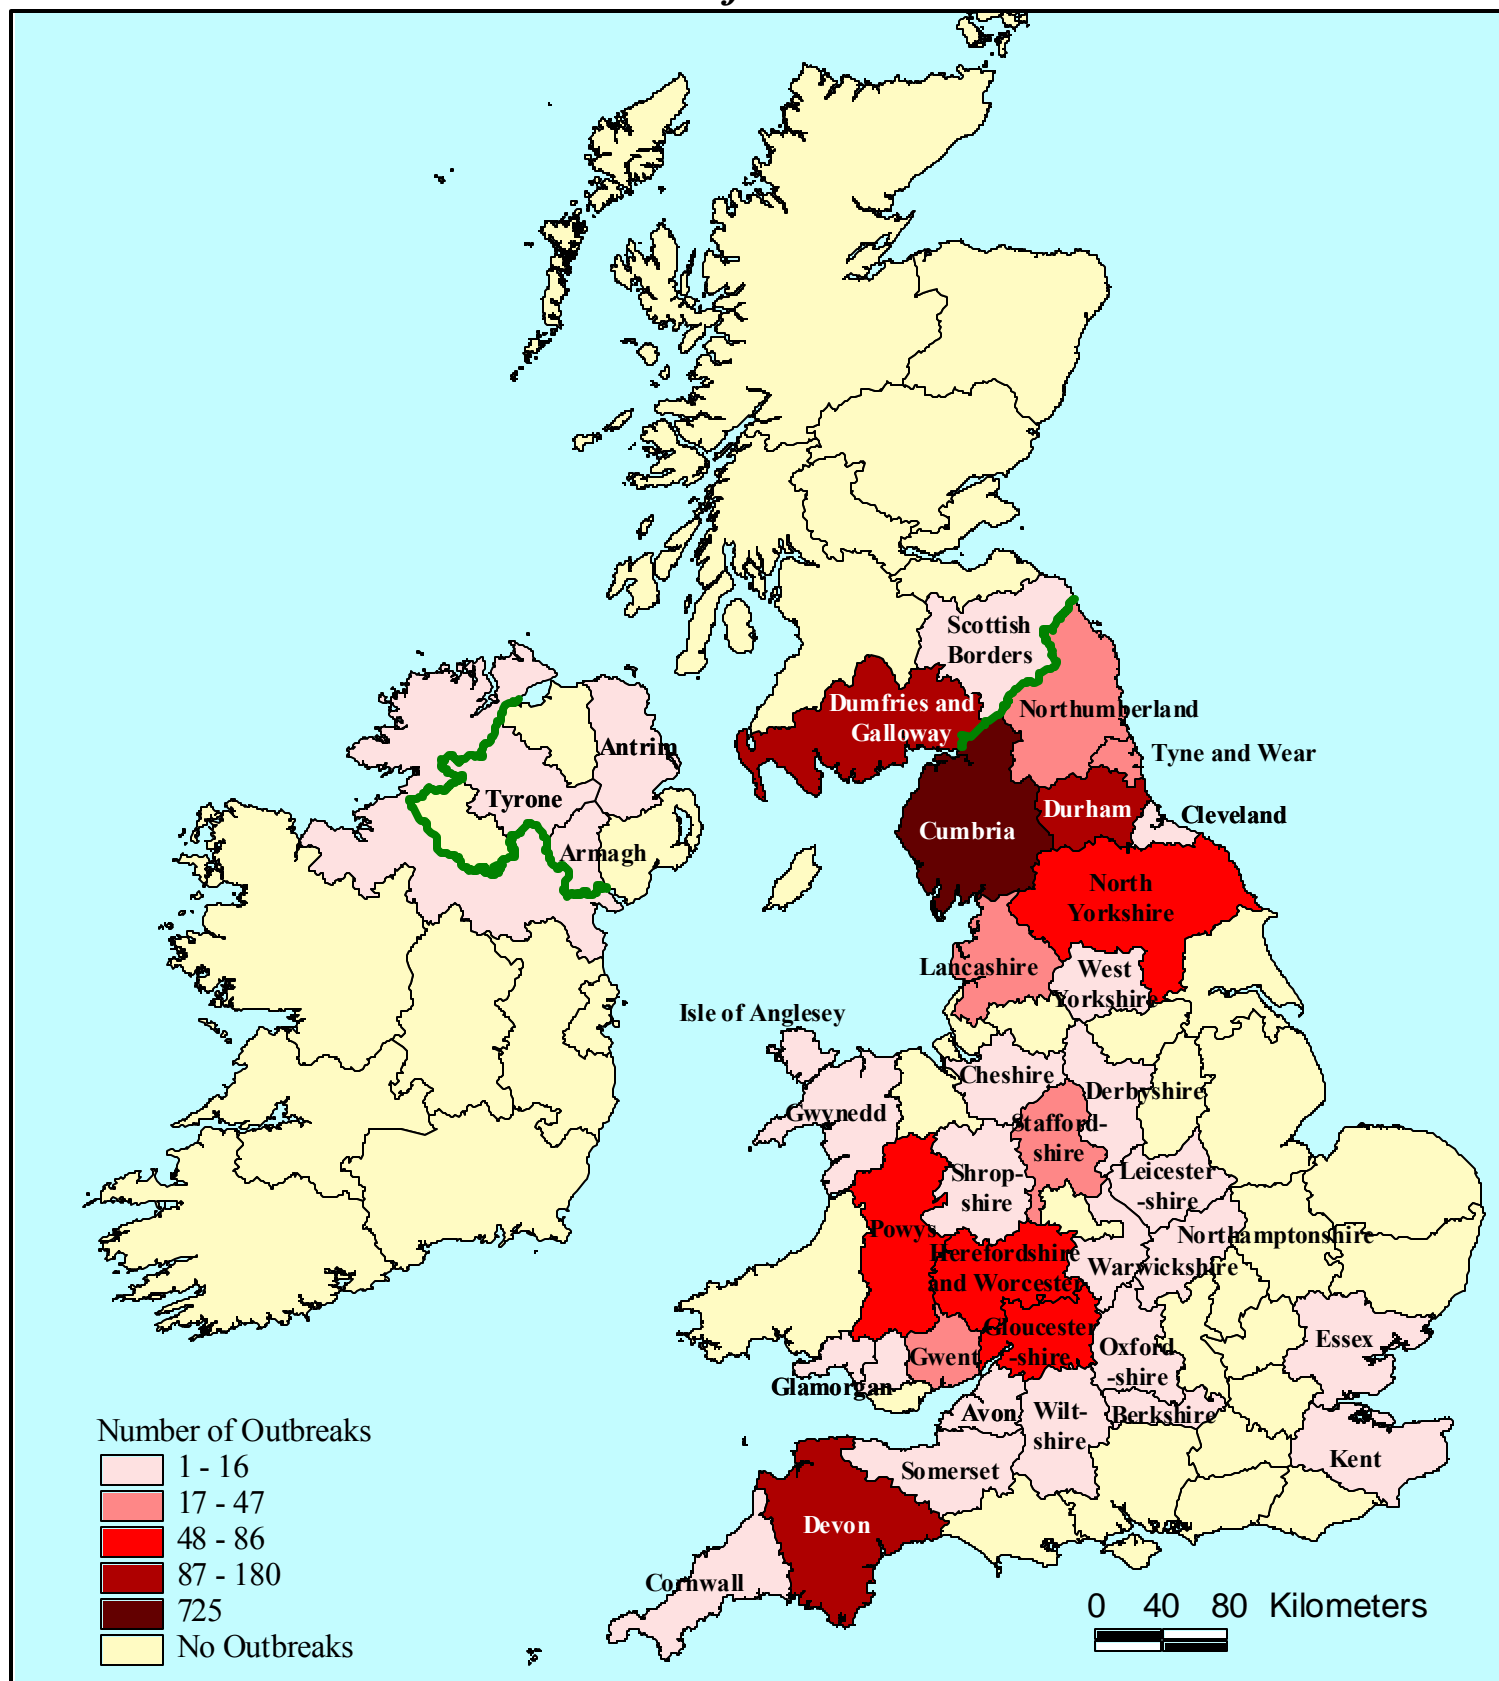 Scottish
Borders
Dumfries and
Galloway
Northumberland
Tyne and Wear
Antrim
Tyrone
Durham
Cleveland
Cumbria
Armagh
North
Yorkshire
Lancashire
West
Yorkshire
Isle of Anglesey
Cheshire
Derbyshire
Gwynedd
Stafford-
shire
Shrop-
shire
Leicester
-shire
Powys
Northamptonshire
Herefordshire
and Worcester
Warwickshire
Gloucester
-shire
Essex
Oxford
-shire
Gwent
Glamorgan
Avon
Wilt-
shire
Berkshire
Kent
Somerset
Devon
Cornwall
Number of Outbreaks
1 - 16
17 - 47
48 - 86
87 - 180
725
No Outbreaks
0 40 80 Kilometers